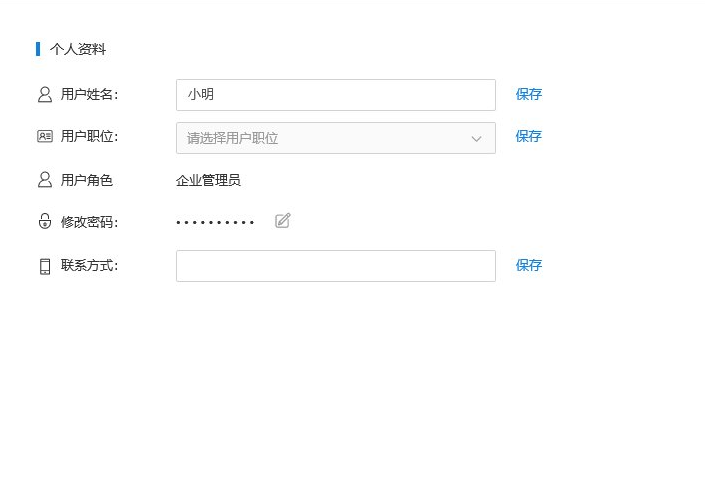 个人资料
用户姓名: 小明 保存
用户职位: 请选择用户职位 保存
用户角色 企业管理员
修改密码: ••••••••••
联系方式: 保存